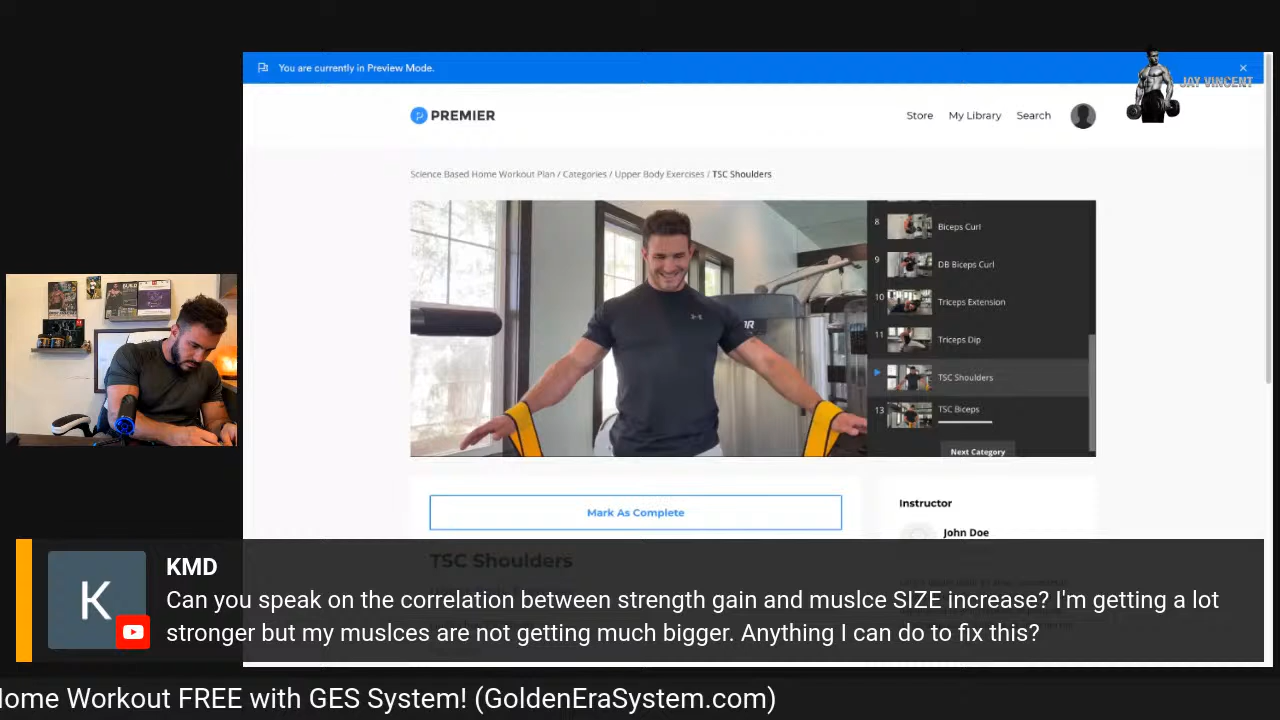 You are currently in Preview Mode.
JAY VINCENT
PREMIER
Store My Library Search
Science Based Home Workout Plan / Categories / Upper Body Exercises / TSC Shoulders
8 Biceps Curl
9 DB Biceps Curl
10 Triceps Extension
11 Triceps Dip
TSC Shoulders
13 TSC Biceps
Next Category
BUILD
Mark As Complete
Instructor
John Doe
TSC Shoulders
K
KMD
Can you speak on the correlation between strength gain and muslce SIZE increase? I'm getting a lot
stronger but my muslces are not getting much bigger. Anything I can do to fix this?
Home Workout FREE with GES System! (GoldenEraSystem.com)